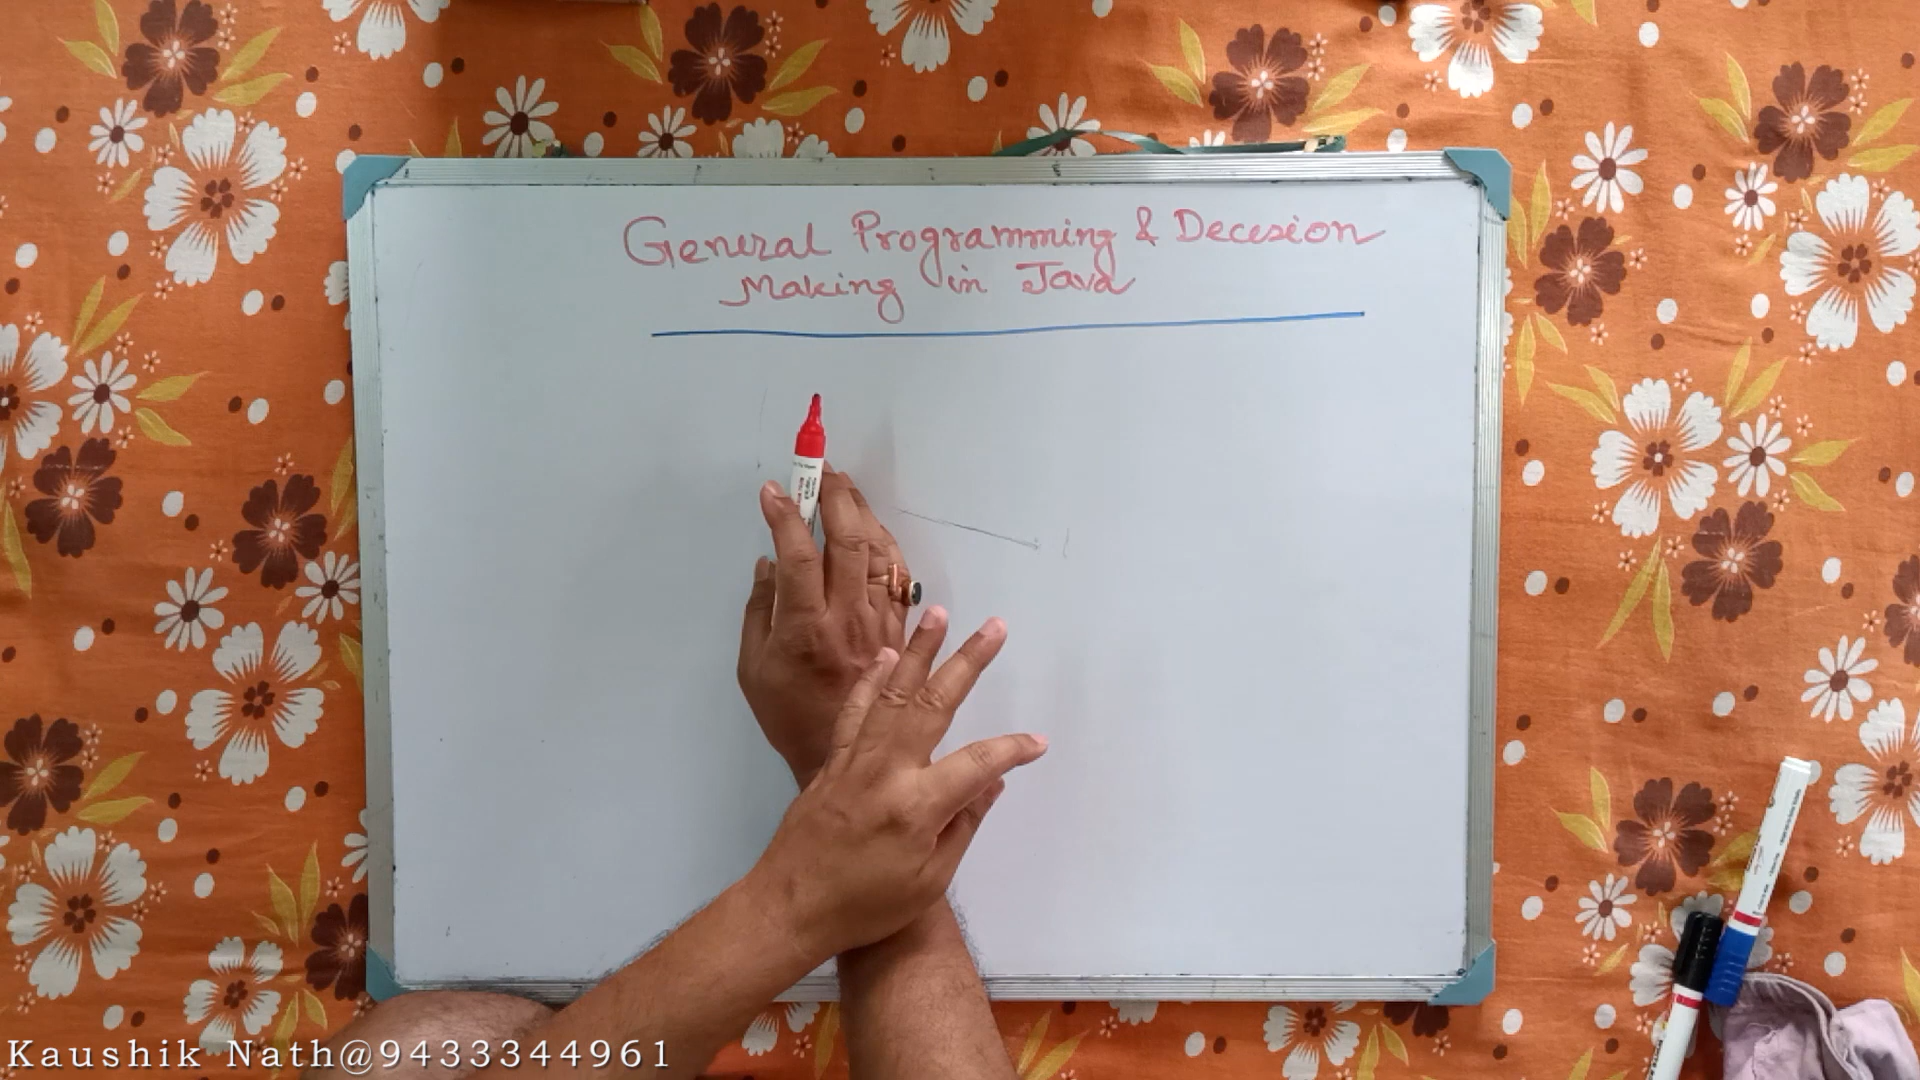 General Programming & Decesion
Making in Java
Kaushik Nath@9433344961